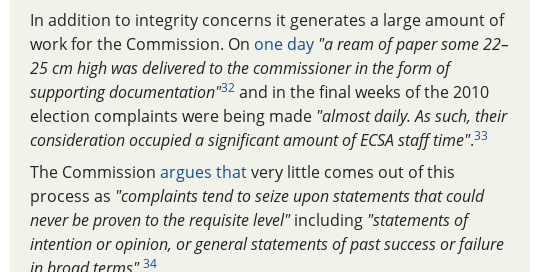 In addition to integrity concerns it generates a large amount of
work for the Commission. On one day "a ream of paper some 22–
25 cm high was delivered to the commissioner in the form of
supporting documentation"32 and in the final weeks of the 2010
election complaints were being made "almost daily. As such, their
consideration occupied a significant amount of ECSA staff time".33
The Commission argues that very little comes out of this
process as "complaints tend to seize upon statements that could
never be proven to the requisite level" including "statements of
intention or opinion, or general statements of past success or failure
in broad terms" 34